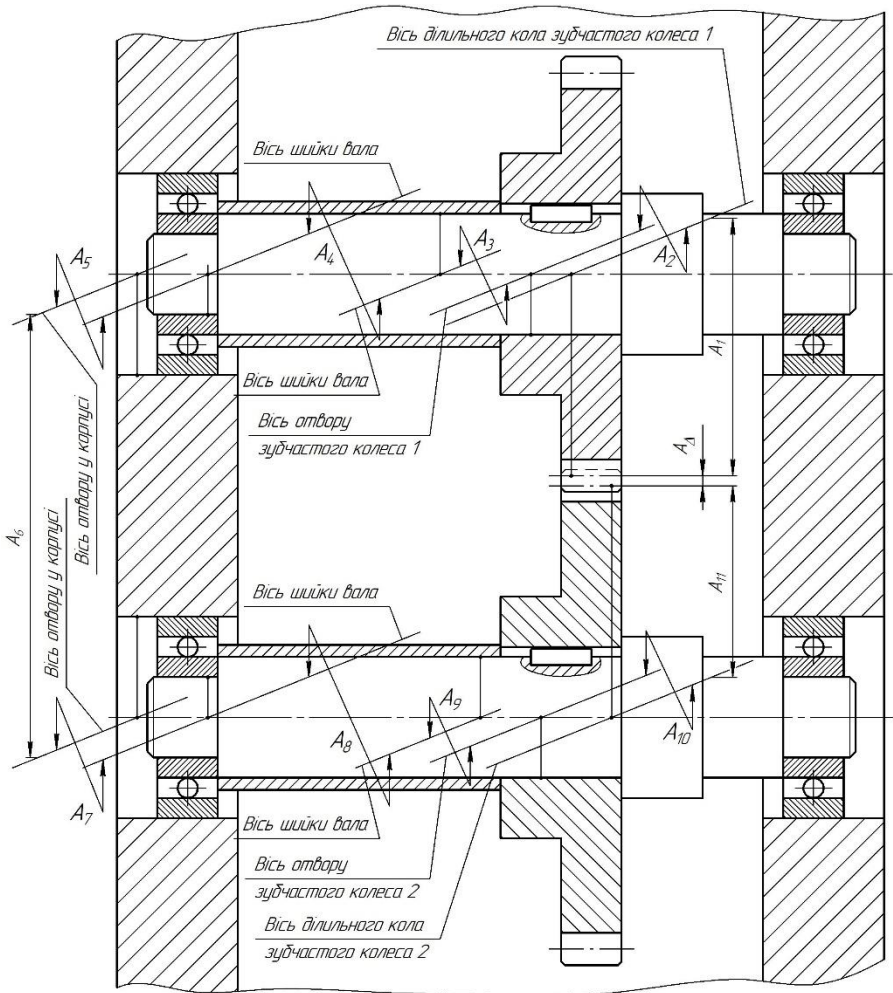 Вісь ділильного кола зубчастого колеса 1
Вісь шийки вала
A5
A4
A3
A2
A1
Вісь шийки вала
Вісь отвору
зубчастого колеса 1
AΔ
A6
Вісь отвору у корпусі
Вісь отвору у корпусі
A11
Вісь шийки вала
A7
A8
A9
A10
Вісь шийки вала
Вісь отвору
зубчастого колеса 2
Вісь ділильного кола
зубчастого колеса 2